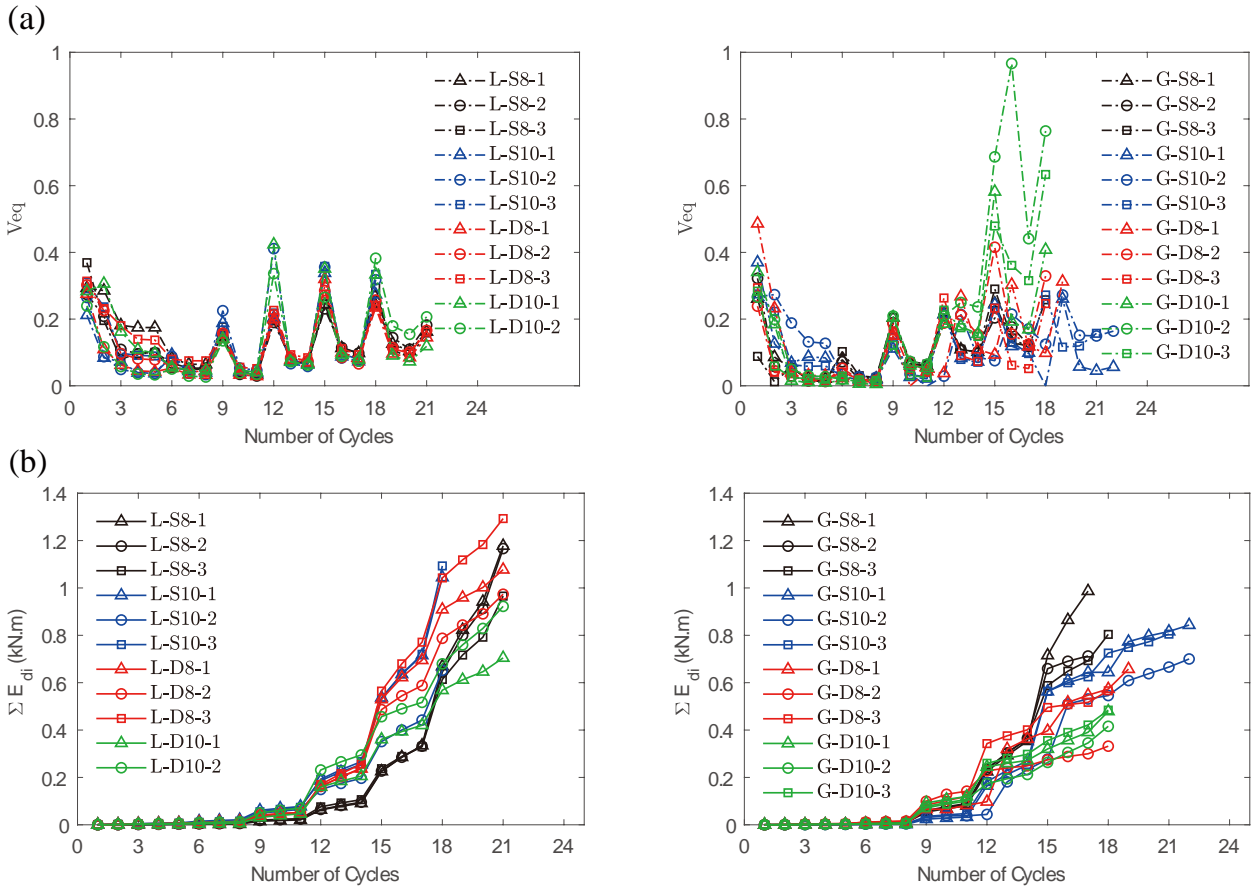 (a)
1
0.8
0.6
0.4
0.2
0
Veq
0 3 6 9 12 15 18 21 24
Number of Cycles
L-S8-1
L-S8-2
L-S8-3
L-S10-1
L-S10-2
L-S10-3
L-D8-1
L-D8-2
L-D8-3
L-D10-1
L-D10-2
1
0.8
0.6
0.4
0.2
0
Veq
0 3 6 9 12 15 18 21 24
Number of Cycles
G-S8-1
G-S8-2
G-S8-3
G-S10-1
G-S10-2
G-S10-3
G-D8-1
G-D8-2
G-D8-3
G-D10-1
G-D10-2
G-D10-3
(b)
1.4
1.2
1
0.8
0.6
0.4
0.2
0
Σ E_di (kN.m)
0 3 6 9 12 15 18 21 24
Number of Cycles
L-S8-1
L-S8-2
L-S8-3
L-S10-1
L-S10-2
L-S10-3
L-D8-1
L-D8-2
L-D8-3
L-D10-1
L-D10-2
1.4
1.2
1
0.8
0.6
0.4
0.2
0
Σ E_di (kN.m)
0 3 6 9 12 15 18 21 24
Number of Cycles
G-S8-1
G-S8-2
G-S8-3
G-S10-1
G-S10-2
G-S10-3
G-D8-1
G-D8-2
G-D8-3
G-D10-1
G-D10-2
G-D10-3